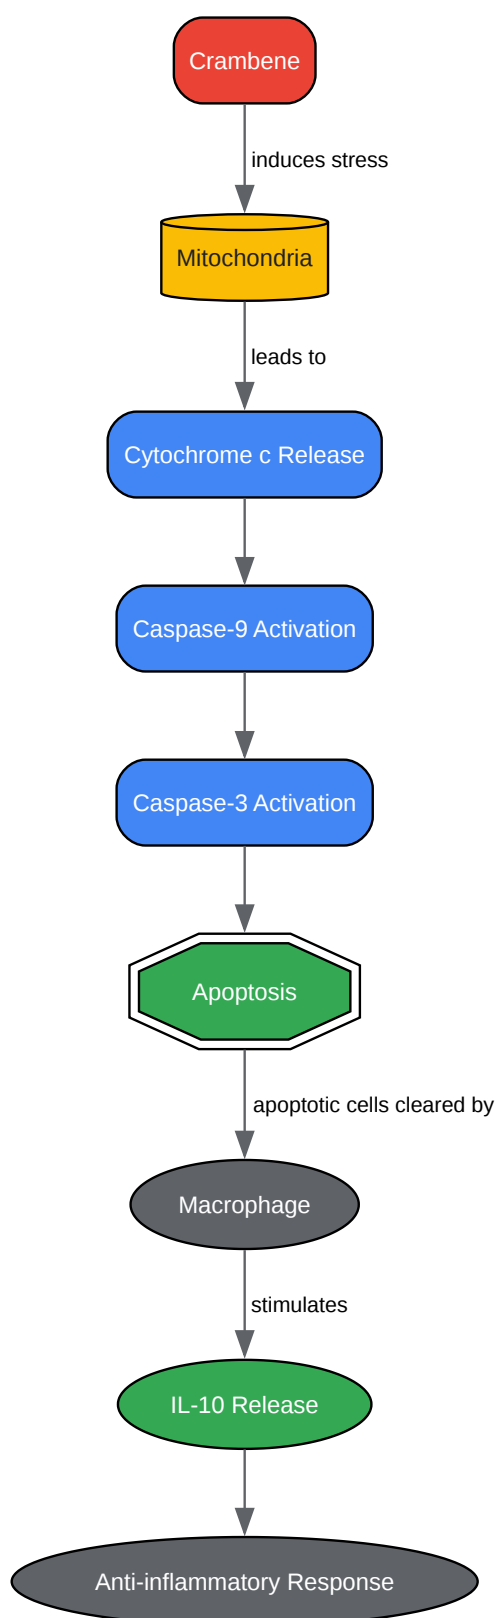 Crambene
induces stress
Mitochondria
leads to
Cytochrome c Release
Caspase-9 Activation
Caspase-3 Activation
Apoptosis
apoptotic cells cleared by
Macrophage
stimulates
IL-10 Release
Anti-inflammatory Response